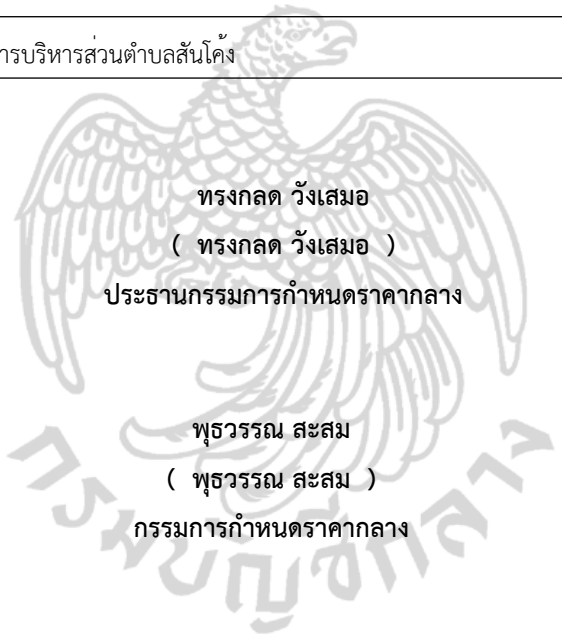 การบริหารส่วนตำบลสันโค้ง
ทรงกลด วังเสมอ
( ทรงกลด วังเสมอ )
ประธานกรรมการกำหนดราคากลาง
พุธวรรณ สะสม
( พุธวรรณ สะสม )
กรรมการกำหนดราคากลาง
กรมบัญชีกลาง